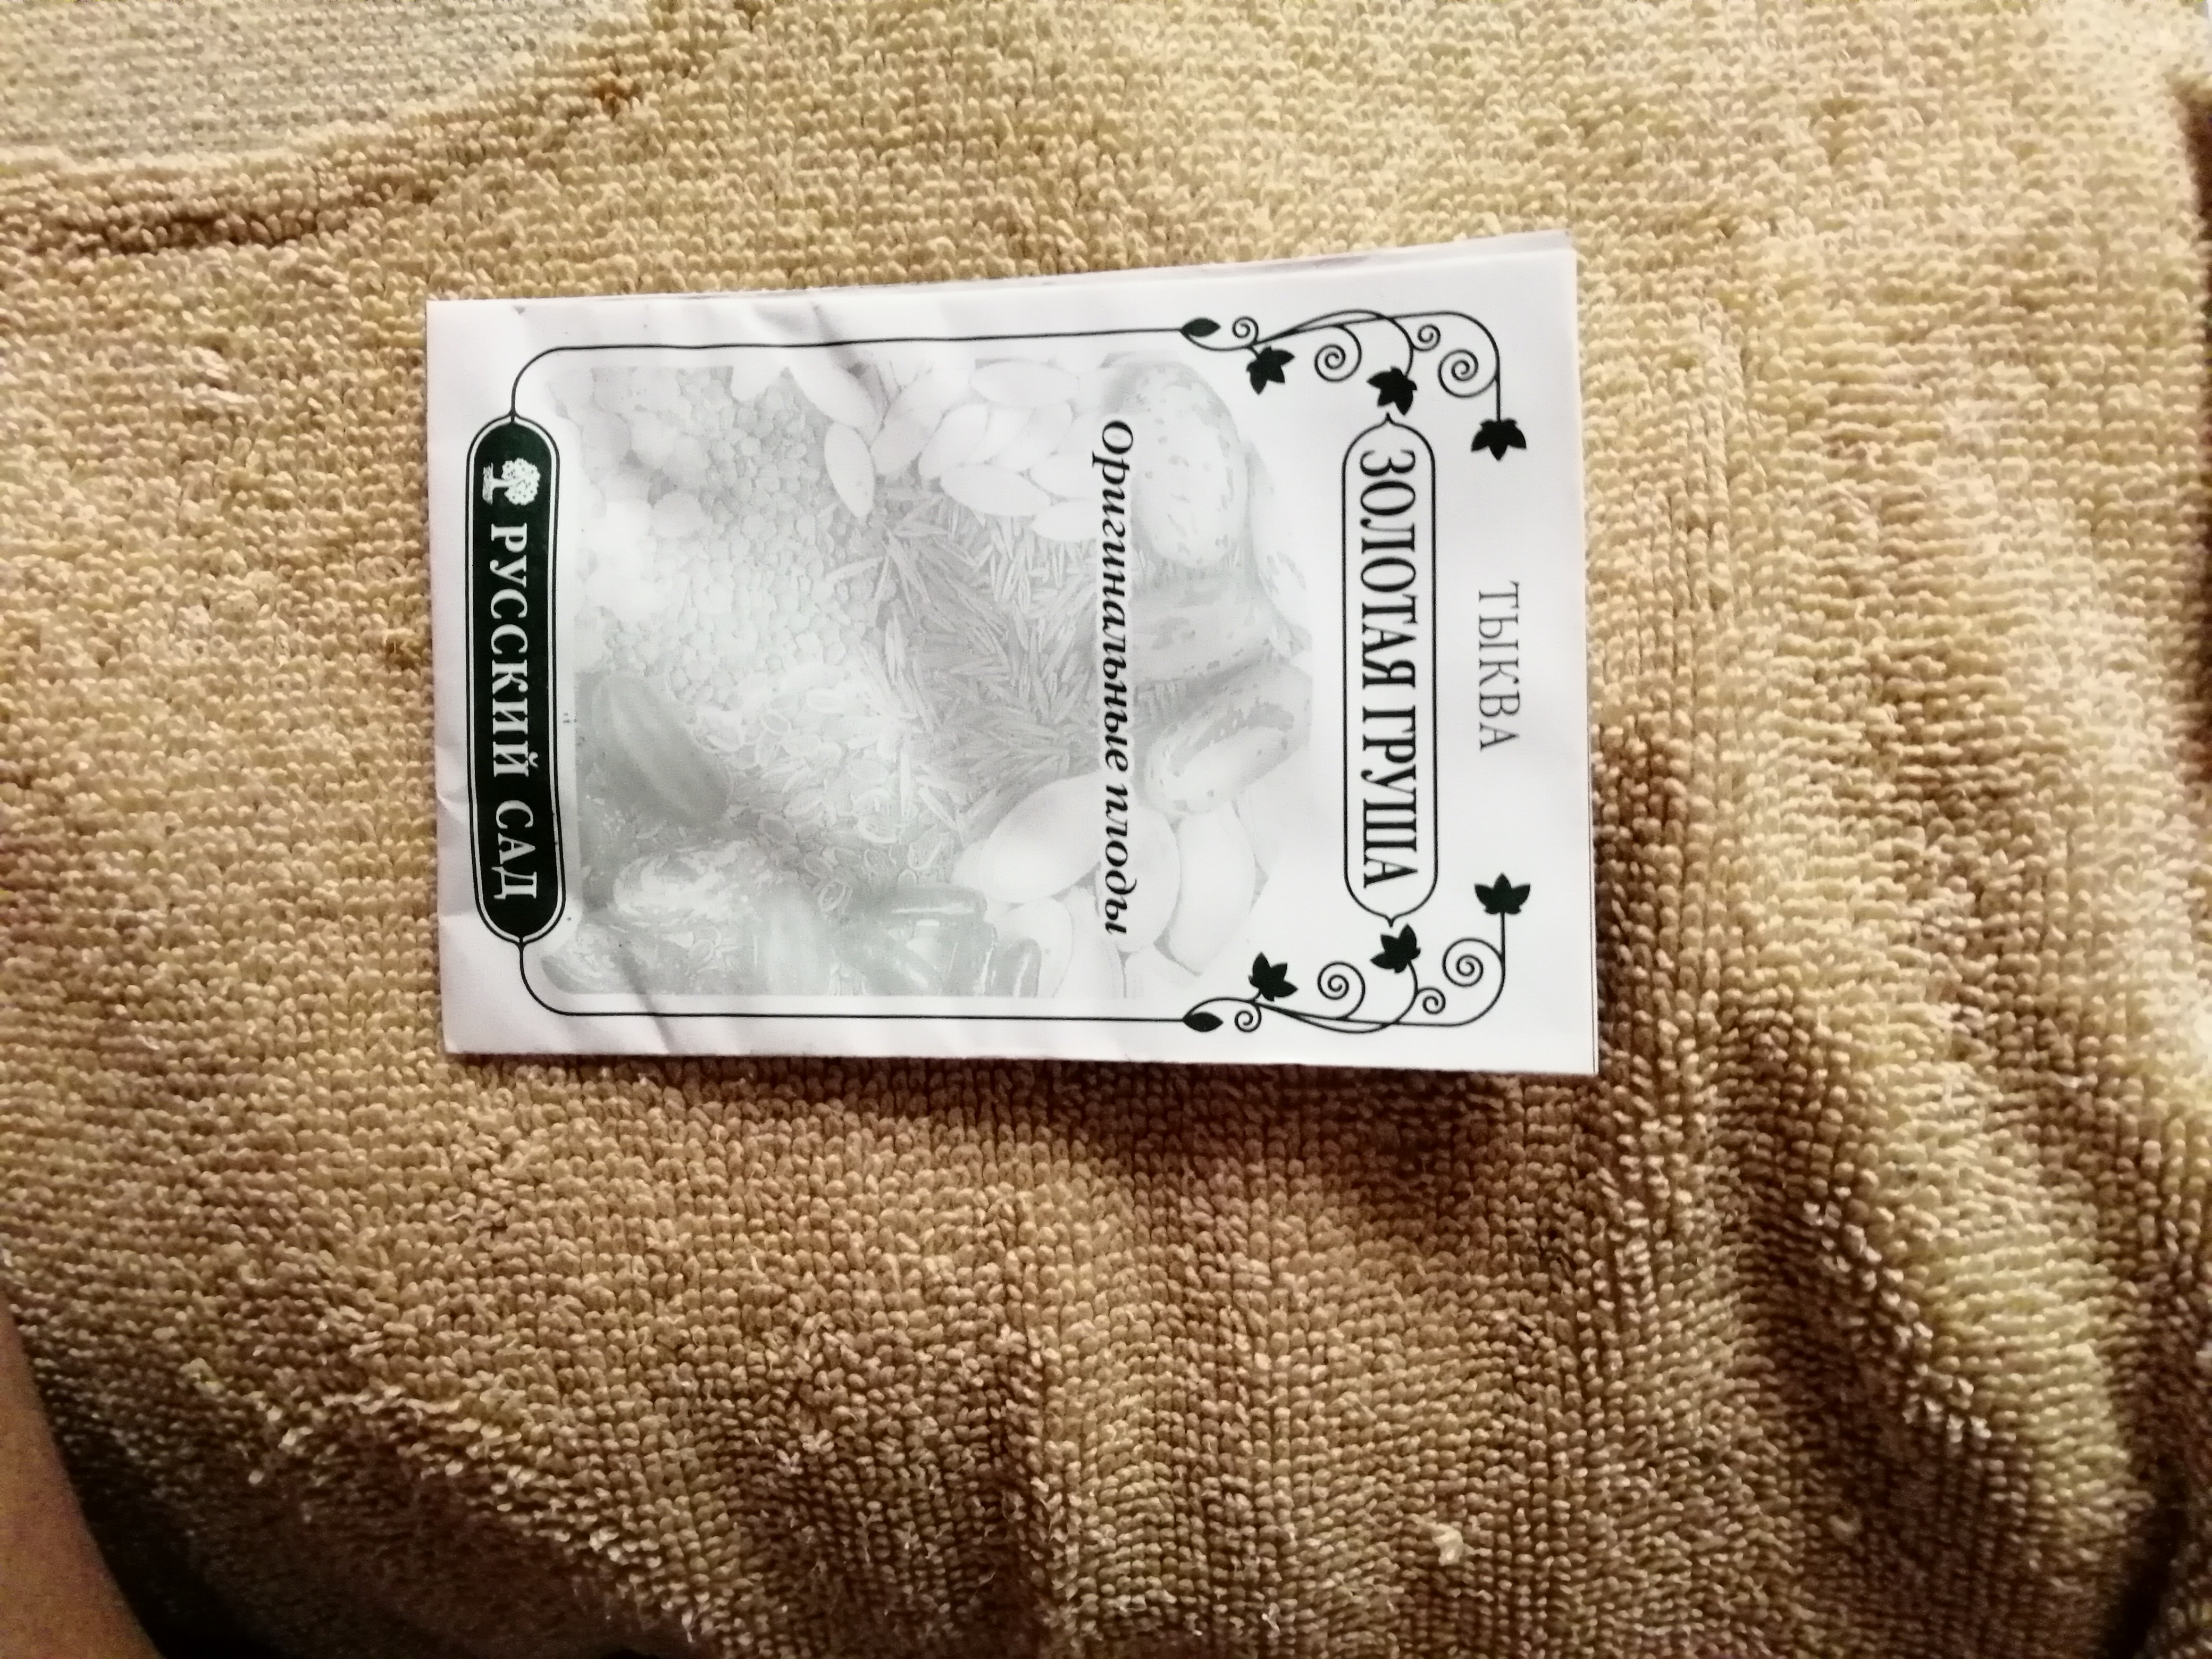 ТЫКВА
ЗОЛОТАЯ ГРУША
Оригинальные плоды
РУССКИЙ САД